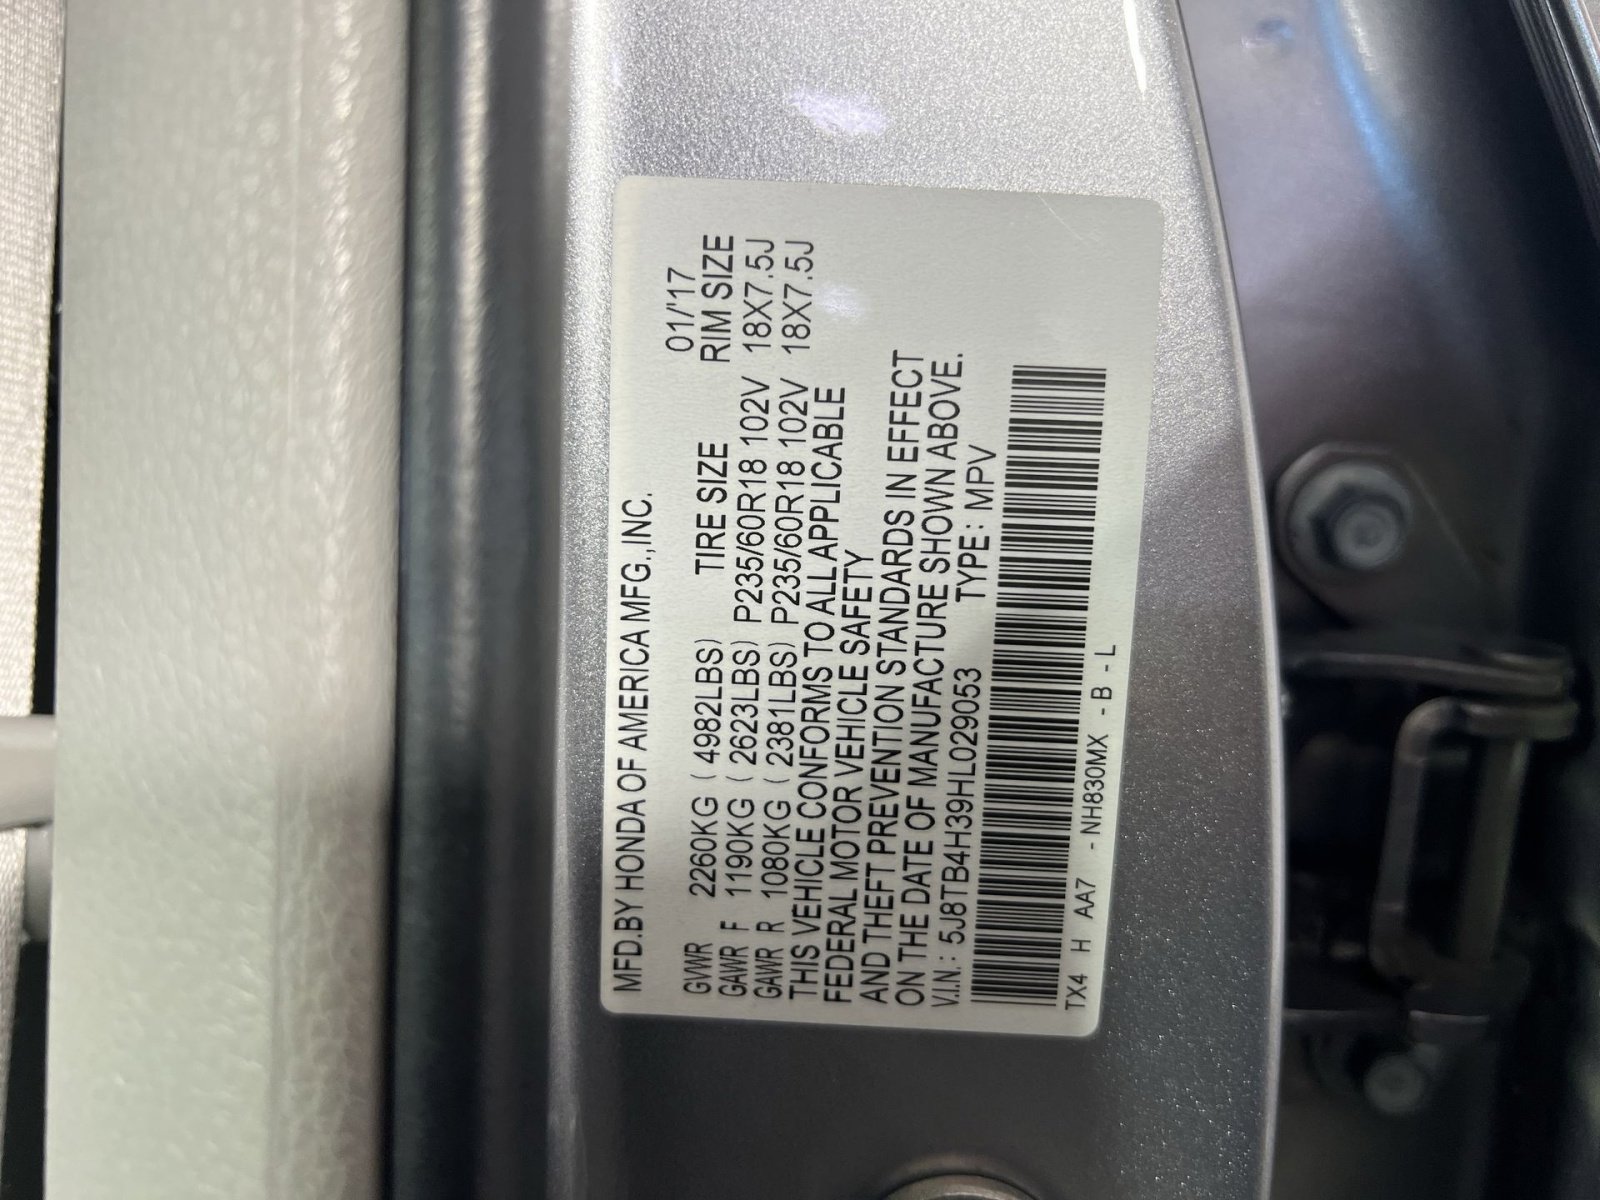 MFD.BY HONDA OF AMERICA MFG.,INC.
01/'17
GVWR 2260KG ( 4982LBS) TIRE SIZE RIM SIZE
GAWR F 1190KG ( 2623LBS) P235/60R18 102V 18X7.5J
GAWR R 1080KG ( 2381LBS) P235/60R18 102V 18X7.5J
THIS VEHICLE CONFORMS TO ALL APPLICABLE
FEDERAL MOTOR VEHICLE SAFETY
AND THEFT PREVENTION STANDARDS IN EFFECT
ON THE DATE OF MANUFACTURE SHOWN ABOVE.
V.I.N.: 5J8TB4H39HL029053 TYPE : MPV
TX4 H AA7 - NH830MX - B - L